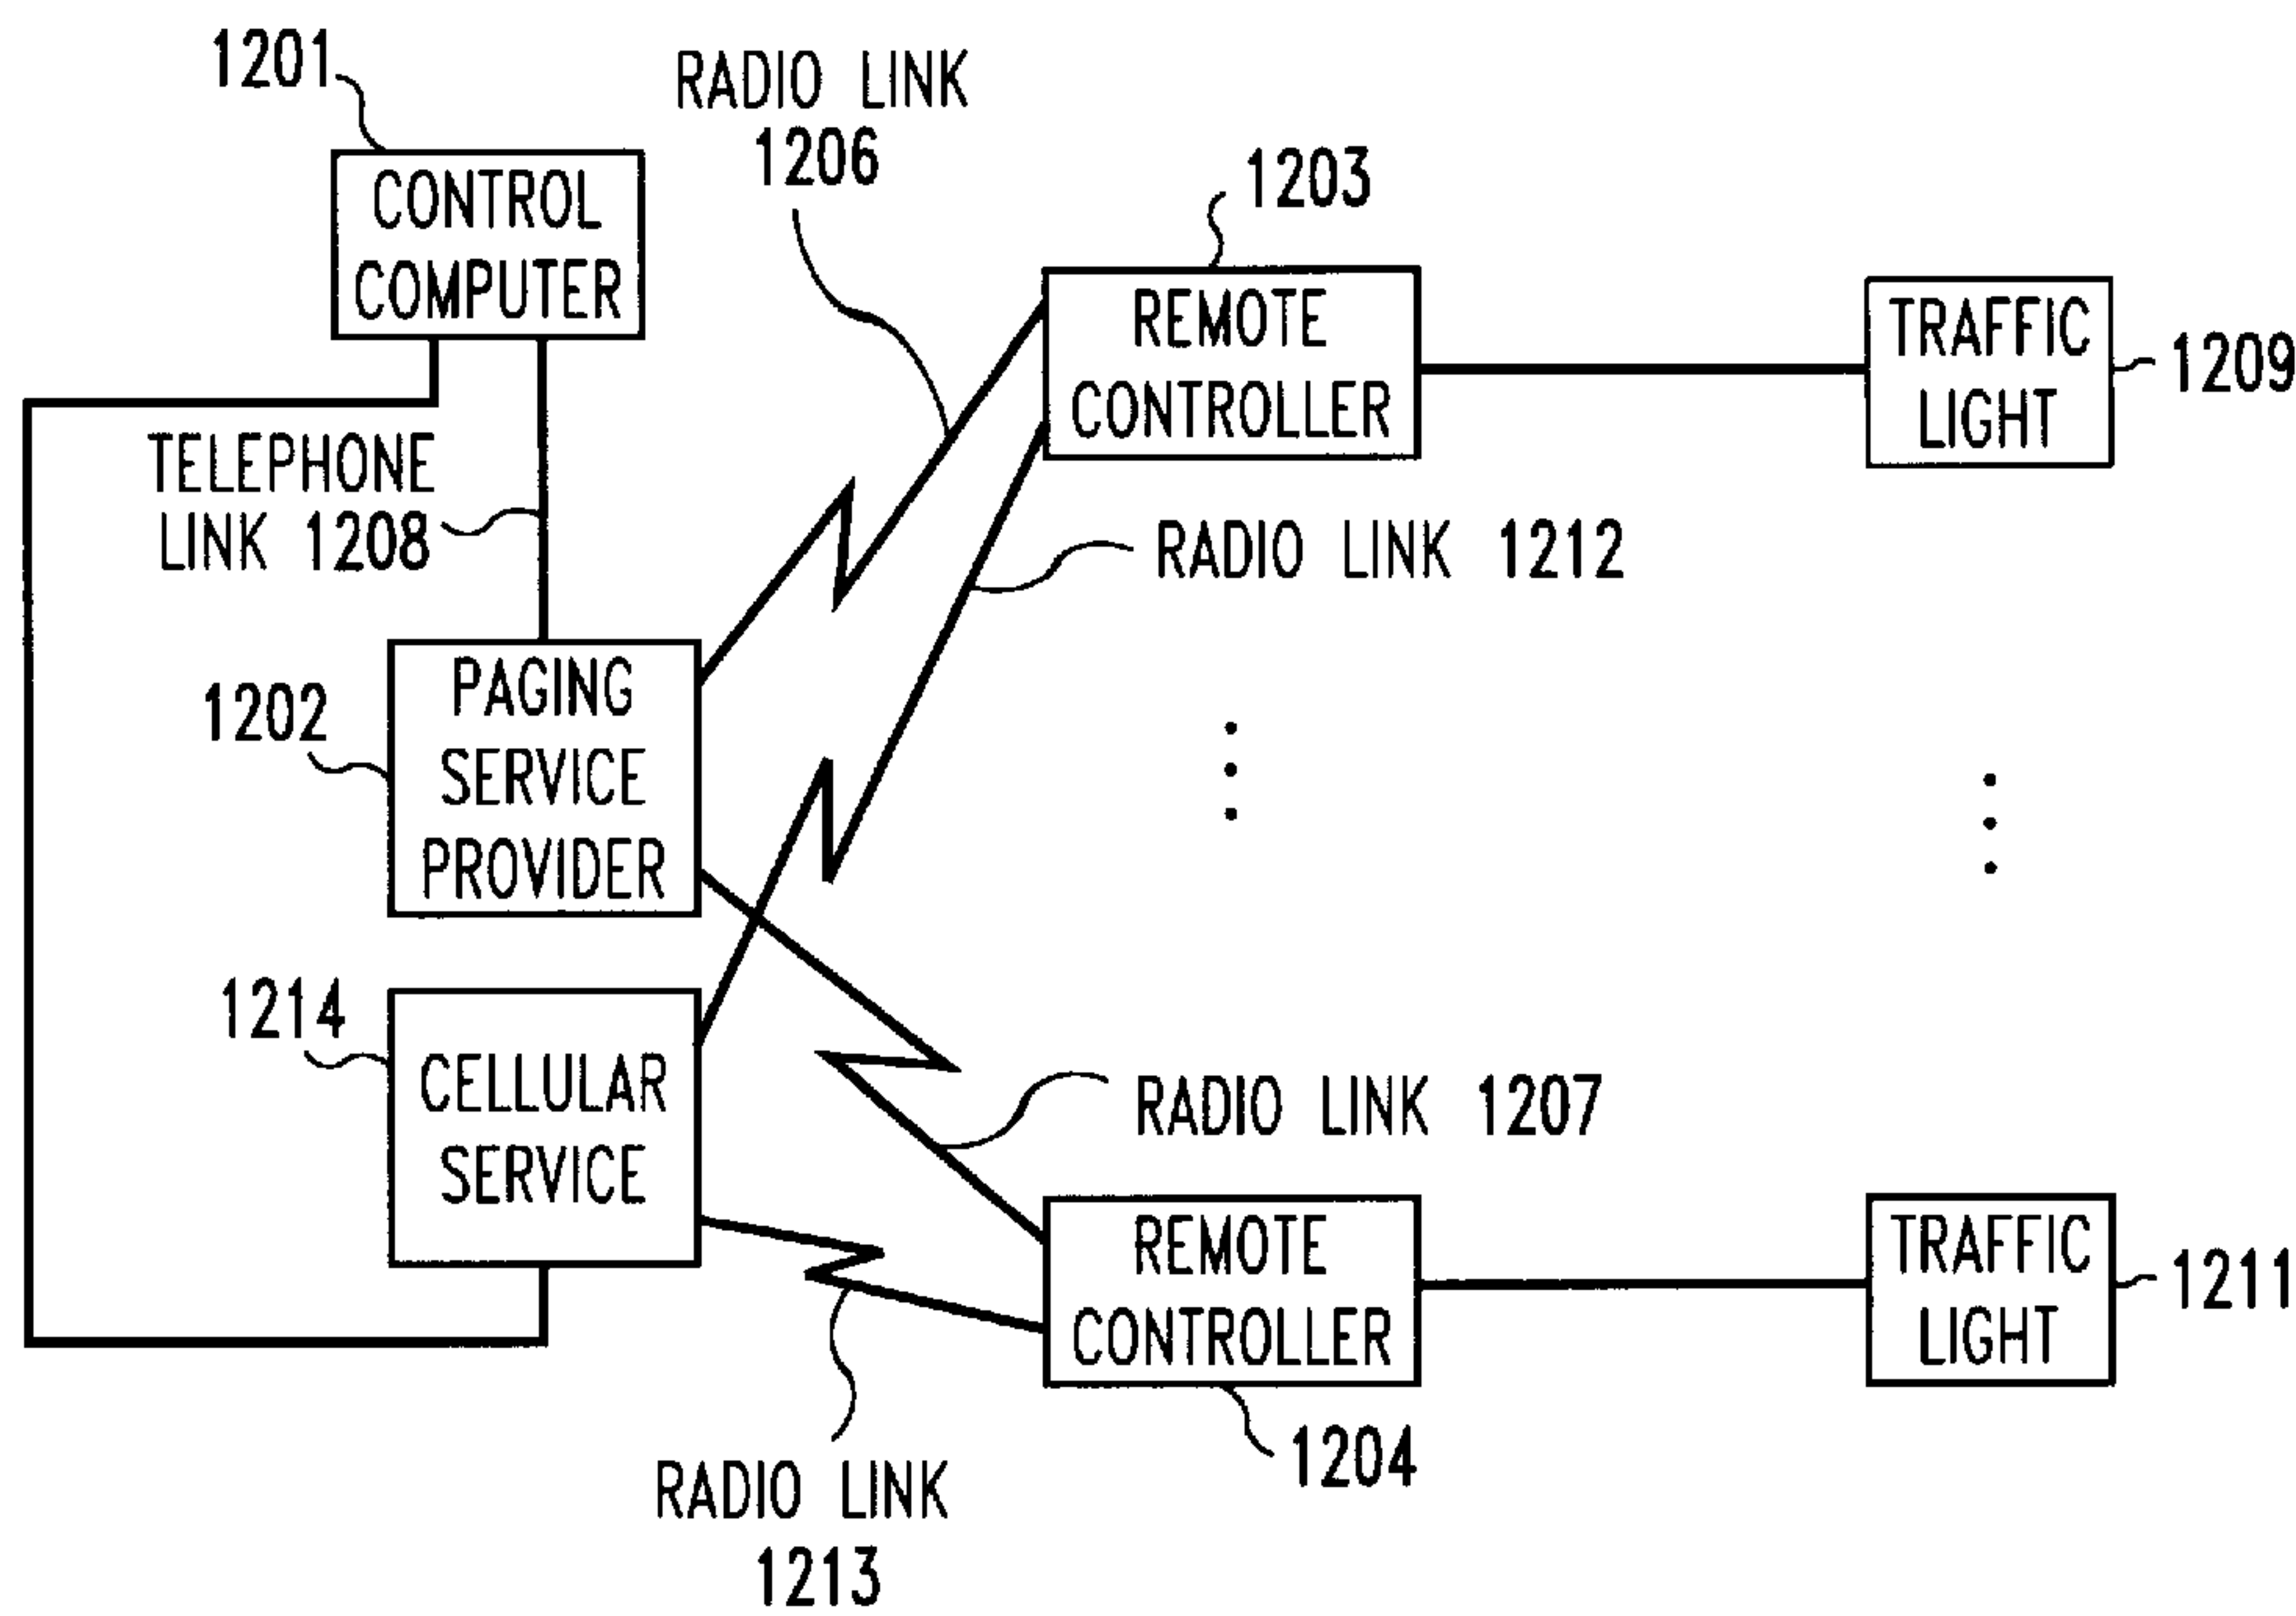 1201
CONTROL
COMPUTER
RADIO LINK
1206
1203
REMOTE
CONTROLLER
TRAFFIC
LIGHT
1209
TELEPHONE
LINK 1208
RADIO LINK 1212
1202
PAGING
SERVICE
PROVIDER
1214
CELLULAR
SERVICE
RADIO LINK 1207
REMOTE
CONTROLLER
1204
TRAFFIC
LIGHT
1211
RADIO LINK
1213